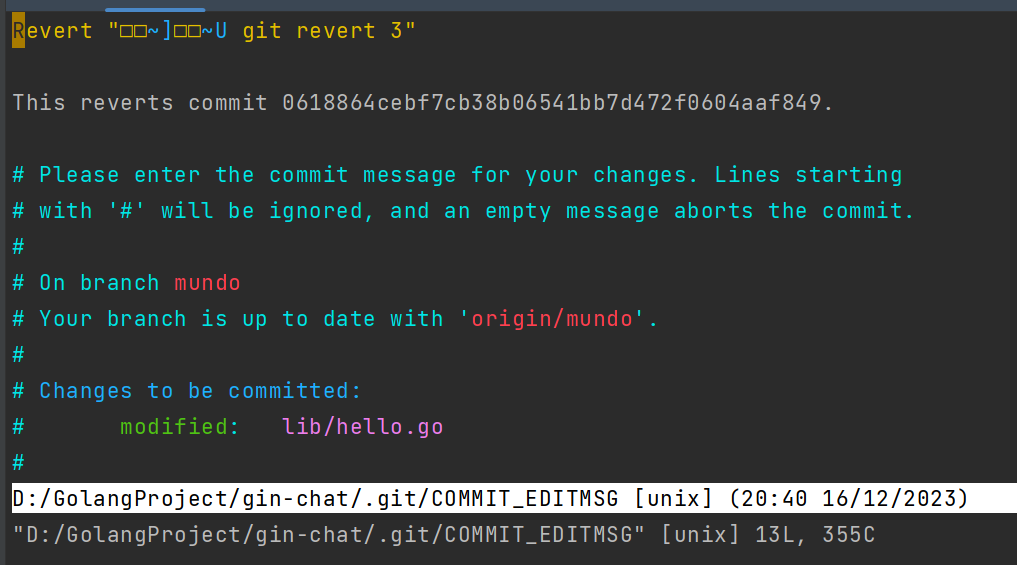 Revert "□□~]□□~U git revert 3"
This reverts commit 0618864cebf7cb38b06541bb7d472f0604aaf849.
# Please enter the commit message for your changes. Lines starting
# with '#' will be ignored, and an empty message aborts the commit.
#
# On branch mundo
# Your branch is up to date with 'origin/mundo'.
#
# Changes to be committed:
#       modified:   lib/hello.go
#
D:/GolangProject/gin-chat/.git/COMMIT_EDITMSG [unix] (20:40 16/12/2023)
"D:/GolangProject/gin-chat/.git/COMMIT_EDITMSG" [unix] 13L, 355C